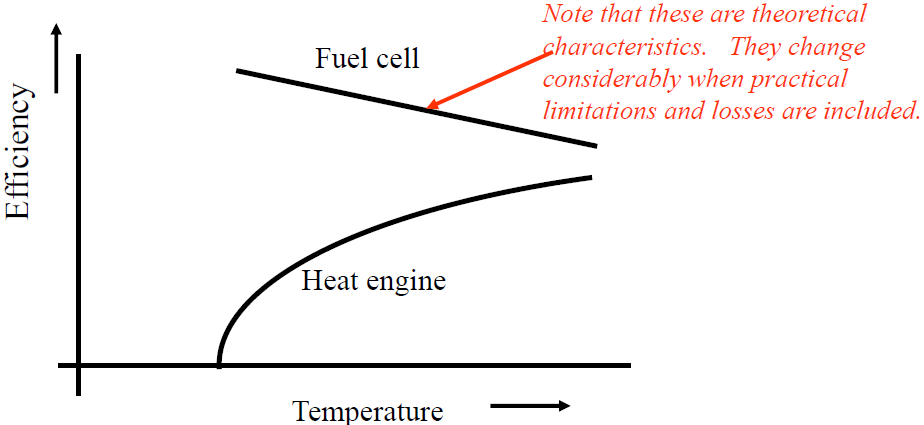 Note that these are theoretical
characteristics. They change
considerably when practical
limitations and losses are included.
Fuel cell
Efficiency
Heat engine
Temperature